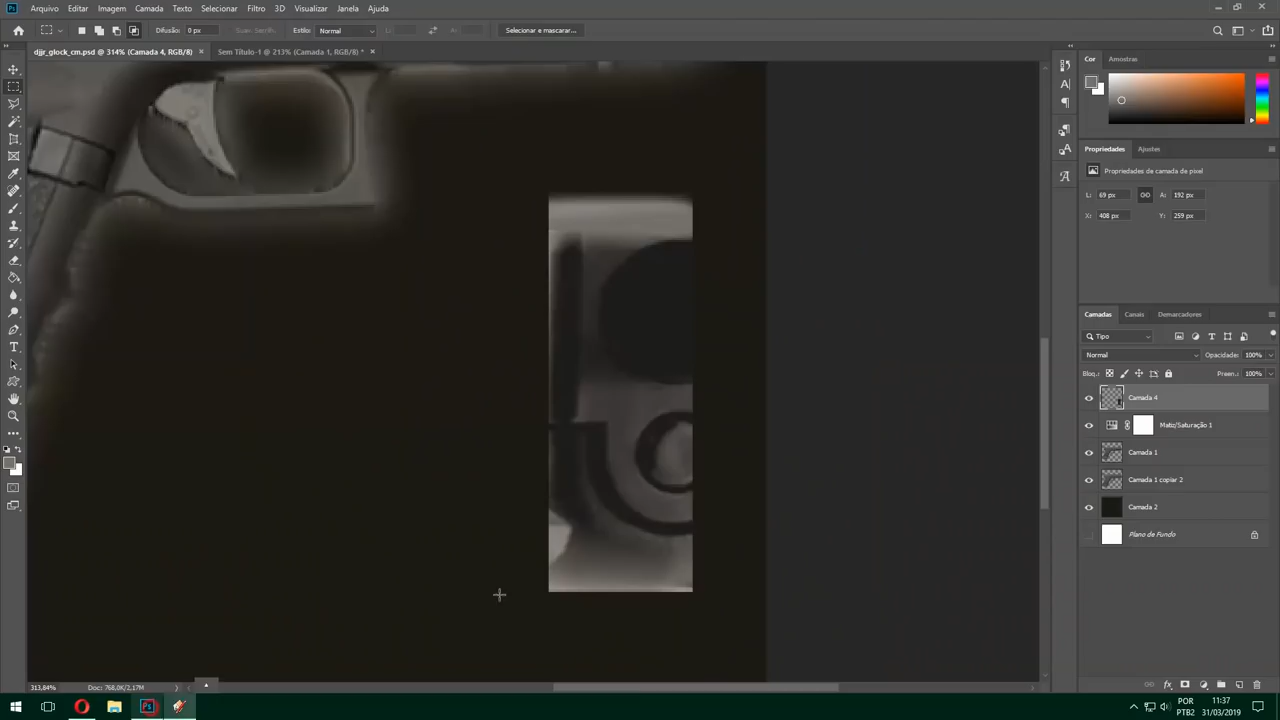 Arquivo Editar Imagem Camada Texto Selecionar Filtro 3D Visualizar Janela Ajuda
Difusão: 0 px Suav. Serrilh. Estilo: Normal L: A: Selecionar e mascarar...
djjr_glock_cm.psd @ 314% (Camada 4, RGB/8) × Sem Título-1 @ 213% (Camada 1, RGB/8) * ×
Cor Amostras
Propriedades Ajustes
Propriedades de camada de pixel
L: 69 px A: 192 px
X: 408 px Y: 259 px
Camadas Canais Demarcadores
Tipo
Normal Opacidade: 100%
Bloq.: Preen.: 100%
Camada 4
Matiz/Saturação 1
Camada 1
Camada 1 copiar 2
Camada 2
Plano de Fundo
313,84% Doc: 768,0K/2,17M
POR 11:37
PTB2 31/03/2019